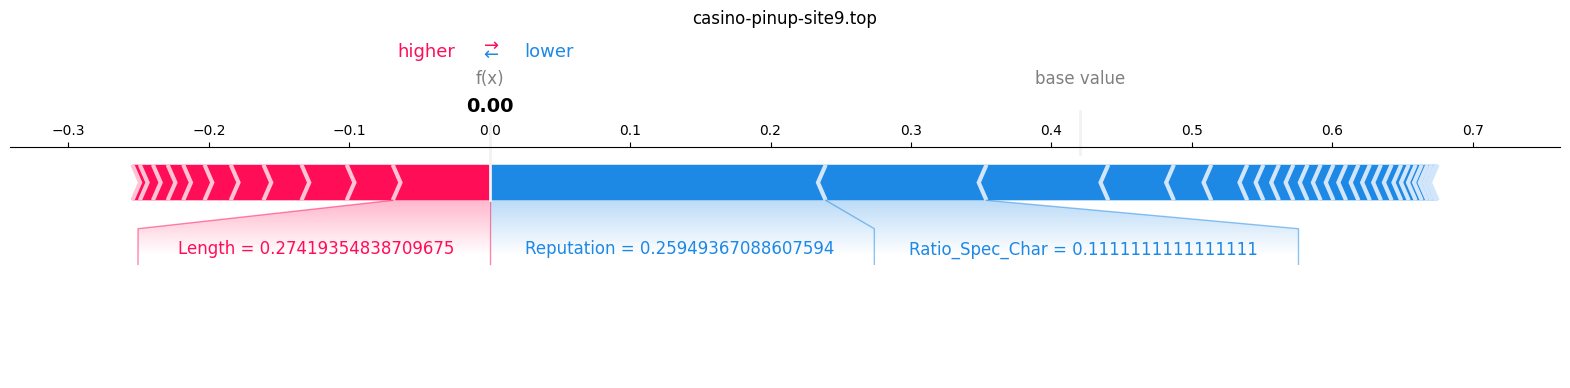 casino-pinup-site9.top
higher ⇄ lower
f(x) base value
0.00
−0.3 −0.2 −0.1 0.0 0.1 0.2 0.3 0.4 0.5 0.6 0.7
Length = 0.27419354838709675 Reputation = 0.25949367088607594 Ratio_Spec_Char = 0.1111111111111111